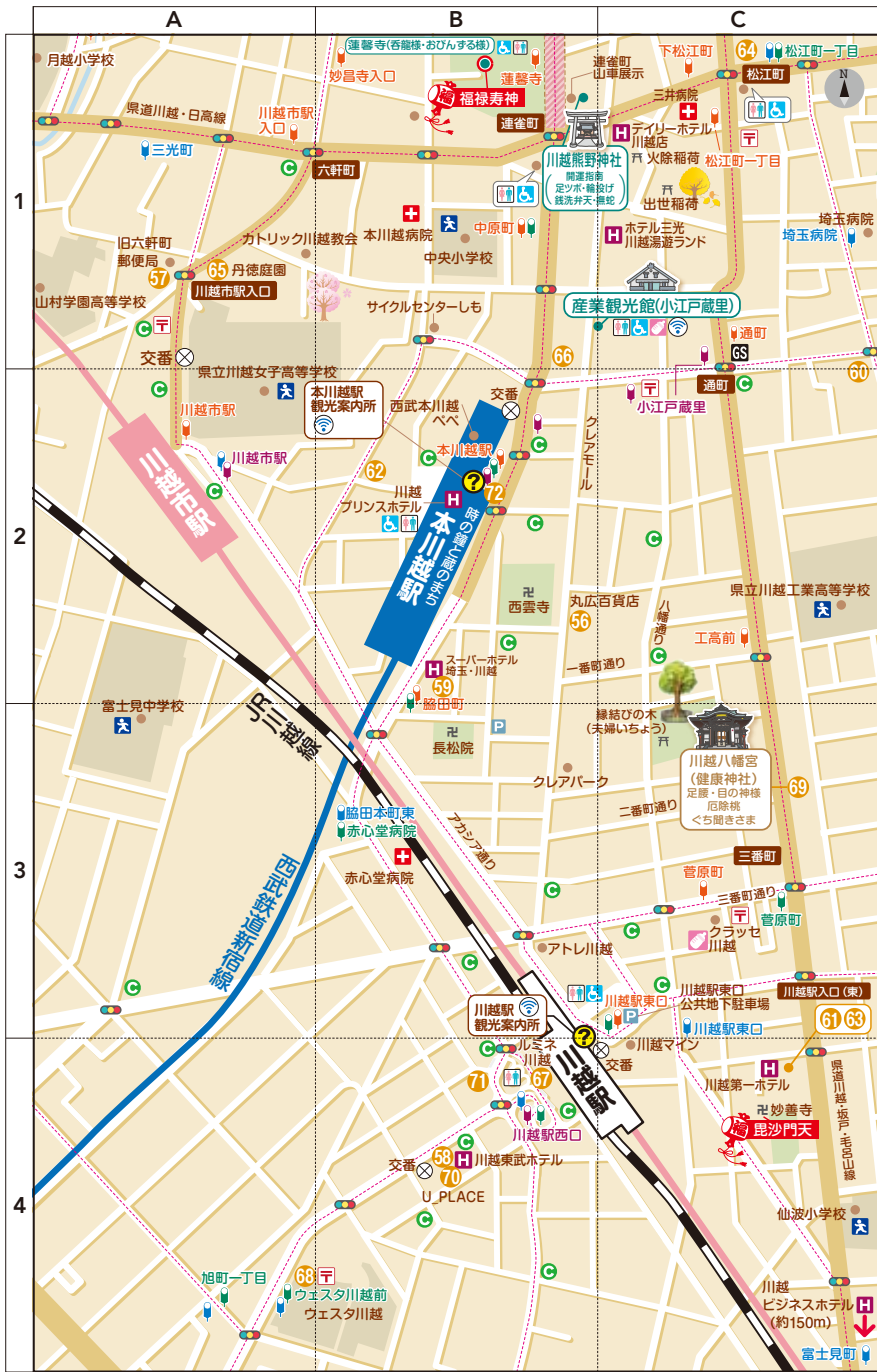 A
B
C
月越小学校
蓮馨寺(呑龍様・おびんずる様)
妙昌寺入口
蓮馨寺
福
福禄寿神
連雀町
山車展示
下松江町
64
松江町一丁目
松江町
N
県道川越・日高線
川越市駅
入口
三光町
六軒町
連雀町
三井病院
デイリーホテル
川越店
火除稲荷
松江町一丁目
川越熊野神社
開運指南
足ツボ・輪投げ
銭洗弁天・撫蛇
出世稲荷
1
本川越病院
中原町
中央小学校
H
ホテル三光
川越湯遊ランド
埼玉病院
埼玉病院
旧六軒町
郵便局
57
65
丹徳庭園
カトリック川越教会
川越市駅入口
山村学園高等学校
サイクルセンターしも
産業観光館(小江戸蔵里)
通町
GS
交番
66
60
県立川越女子高等学校
本川越駅
観光案内所
西武本川越
ペペ
交番
通町
小江戸蔵里
川越市駅
川越市駅
川越市駅
62
本川越駅
?
72
クレアモール
川越
プリンスホテル
H
時の鐘と蔵のまち
本川越駅
2
西雲寺
丸広百貨店
56
八幡通り
県立川越工業高等学校
工高前
一番町通り
H
スーパーホテル
埼玉・川越
59
脇田町
富士見中学校
JR川越線
長松院
P
縁結びの木
(夫婦いちょう)
川越八幡宮
(健康神社)
足腰・目の神様
厄除桃
ぐち聞きさま
69
クレアパーク
二番町通り
脇田本町東
赤心堂病院
アカシア通り
赤心堂病院
3
三番町
菅原町
三番町通り
菅原町
クラッセ
川越
西武鉄道新宿線
アトレ川越
川越駅
観光案内所
川越駅東口
P
川越駅東口
公共地下駐車場
川越駅入口(東)
61
63
川越駅東口
?
ルミネ
川越
川越駅
交番
川越マイン
71
67
H
川越第一ホテル
県道川越・坂戸・毛呂山線
川越駅西口
妙善寺
福
毘沙門天
交番
58
H
川越東武ホテル
70
U_PLACE
4
仙波小学校
旭町一丁目
68
ウェスタ川越前
ウェスタ川越
川越
ビジネスホテル
H
(約150m)
富士見町